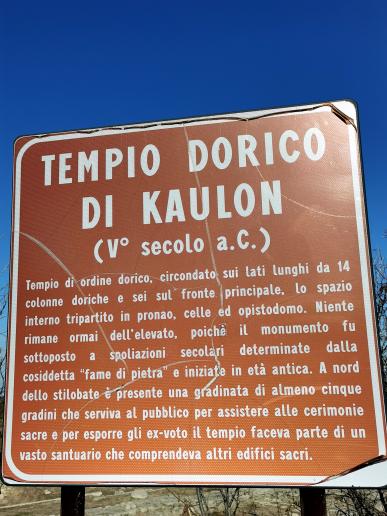 TEMPIO DORICO
DI KAULON
(V° secolo a.C.)
Tempio di ordine dorico, circondato sui lati lunghi da 14
colonne doriche e sei sul fronte principale, lo spazio
interno tripartito in pronao, celle ed opistodomo. Niente
rimane ormai dell'elevato, poichè il monumento fu
sottoposto a spoliazioni secolari determinate dalla
cosiddetta "fame di pietra" e iniziate in età antica. A nord
dello stilobate è presente una gradinata di almeno cinque
gradini che serviva al pubblico per assistere alle cerimonie
sacre e per esporre gli ex-voto il tempio faceva parte di un
vasto santuario che comprendeva altri edifici sacri.